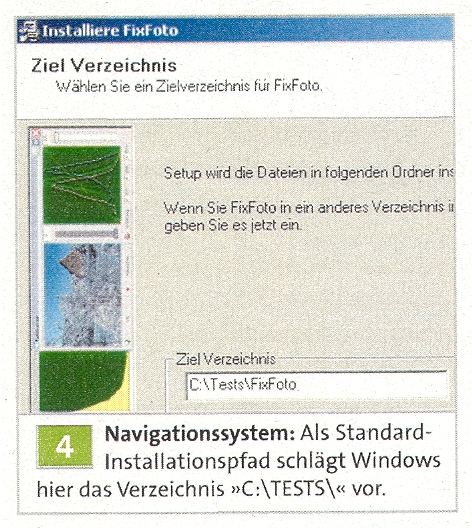 Installiere FixFoto
Ziel Verzeichnis
Wählen Sie ein Zielverzeichnis für FixFoto.
Setup wird die Dateien in folgenden Ordner ins
Wenn Sie FixFoto in ein anderes Verzeichnis i
geben Sie es jetzt ein.
Ziel Verzeichnis
C:\Tests\FixFoto
4 Navigationssystem: Als Standard-
Installationspfad schlägt Windows
hier das Verzeichnis »C:\TESTS\« vor.